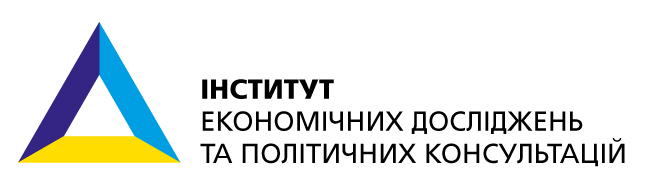 ІНСТИТУТ
ЕКОНОМІЧНИХ ДОСЛІДЖЕНЬ
ТА ПОЛІТИЧНИХ КОНСУЛЬТАЦІЙ